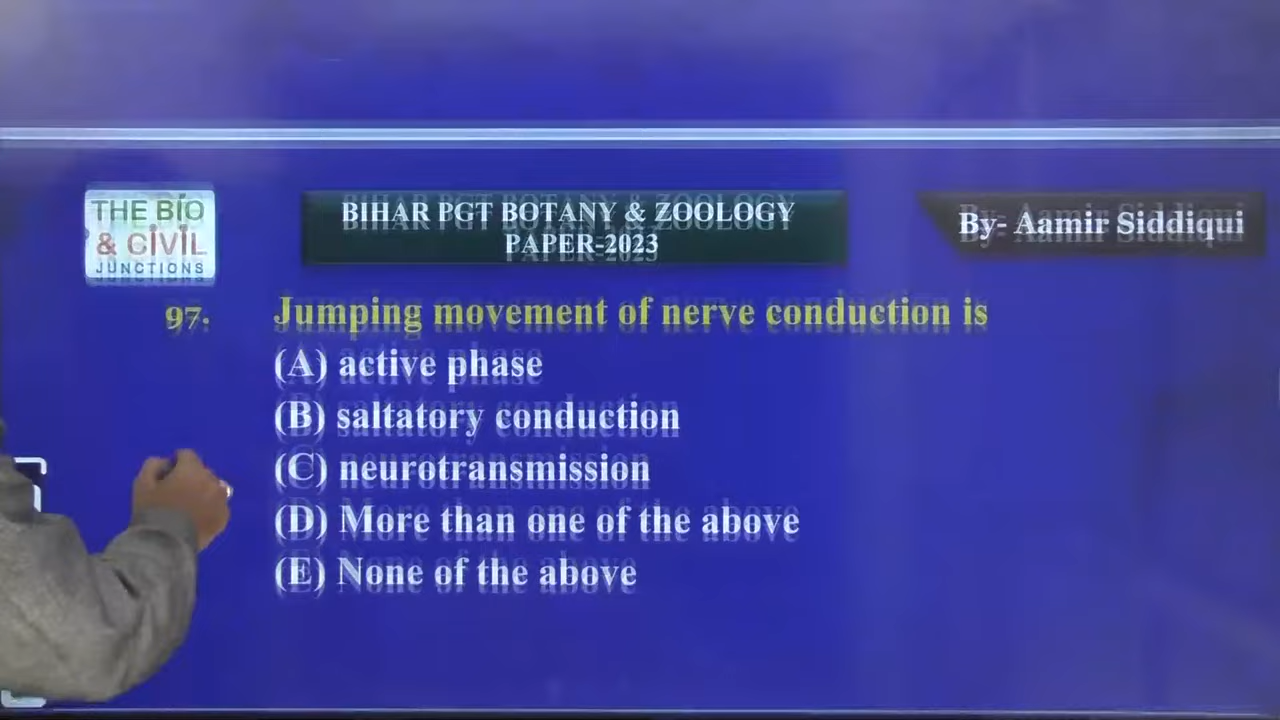 THE BIO
& CIVIL
JUNCTIONS
BIHAR PGT BOTANY & ZOOLOGY
PAPER-2023
By- Aamir Siddiqui
97. Jumping movement of nerve conduction is
(A) active phase
(B) saltatory conduction
(C) neurotransmission
(D) More than one of the above
(E) None of the above